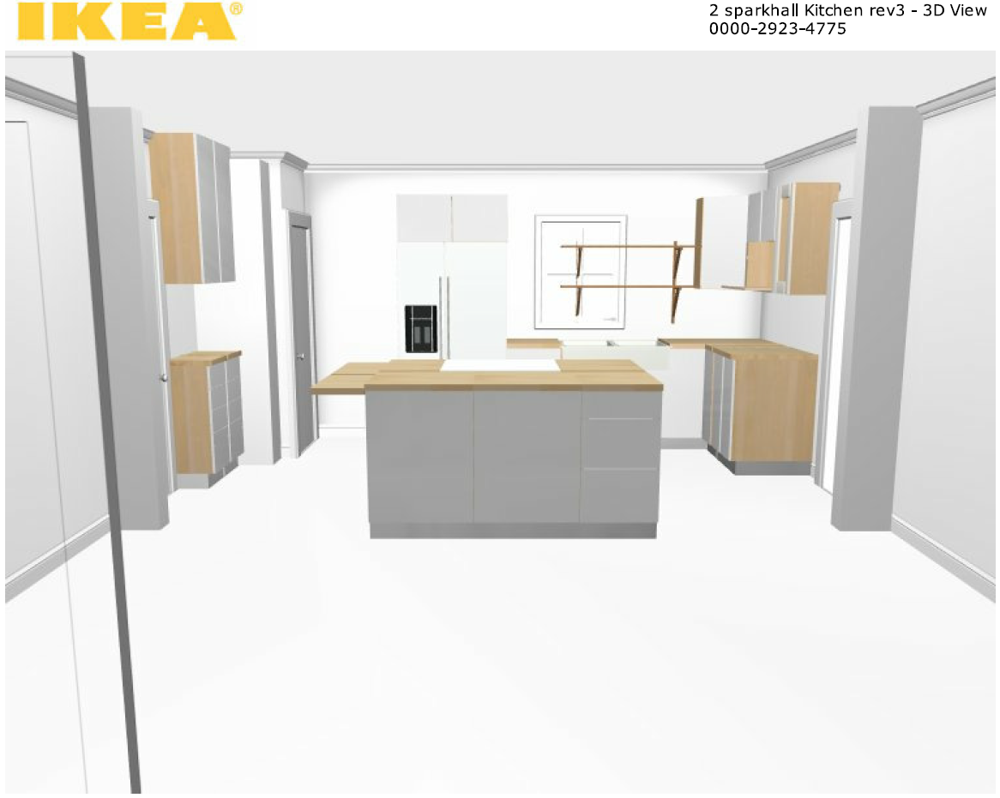 IKEA®
2 sparkhall Kitchen rev3 - 3D View
0000-2923-4775